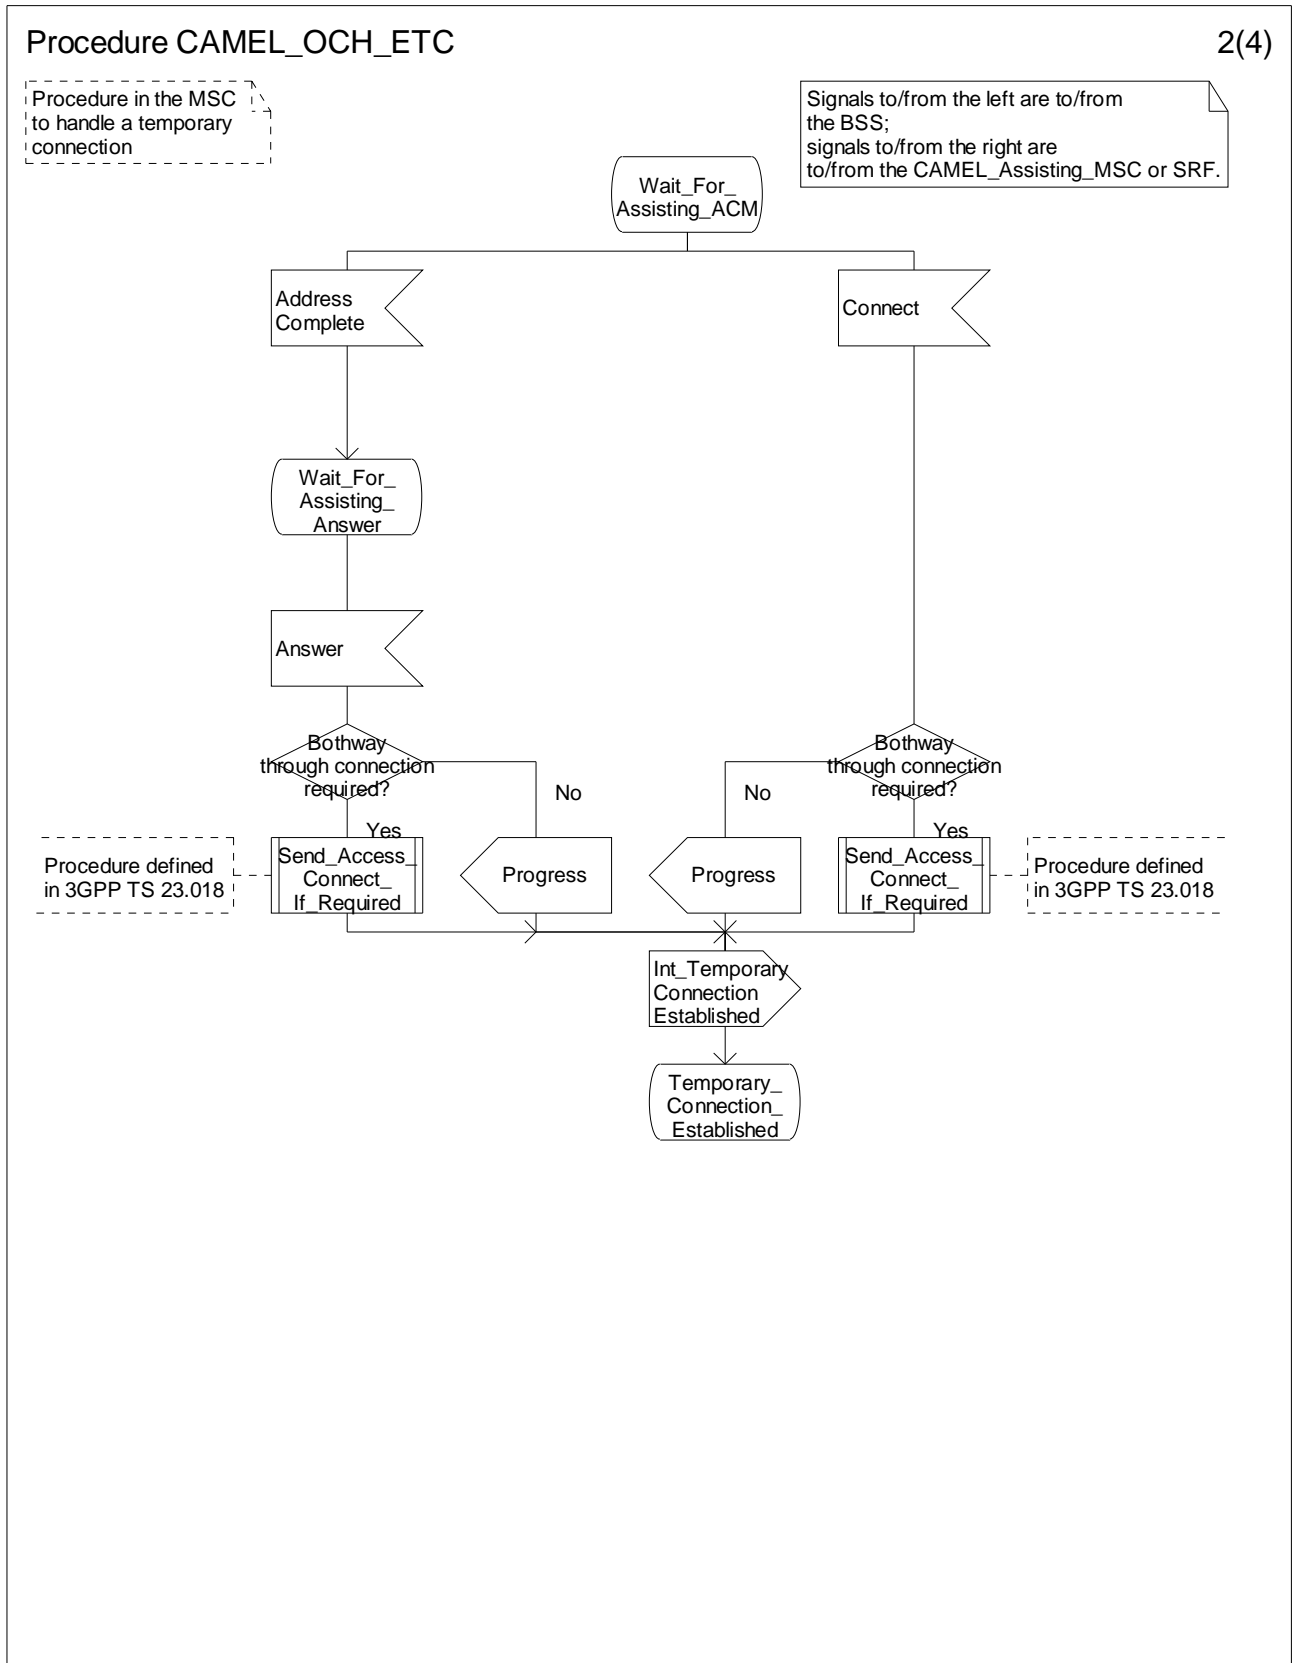 Procedure CAMEL_OCH_ETC
2(4)
Procedure in the MSC
to handle a temporary
connection
Signals to/from the left are to/from
the BSS;
signals to/from the right are
to/from the CAMEL_Assisting_MSC or SRF.
Wait_For_
Assisting_ACM
Address
Complete
Connect
Wait_For_
Assisting_
Answer
Answer
Bothway
through connection
required?
No
Yes
Bothway
through connection
required?
No
Yes
Procedure defined
in 3GPP TS 23.018
Send_Access_
Connect_
If_Required
Progress
Progress
Send_Access_
Connect_
If_Required
Procedure defined
in 3GPP TS 23.018
Int_Temporary
Connection
Established
Temporary_
Connection_
Established